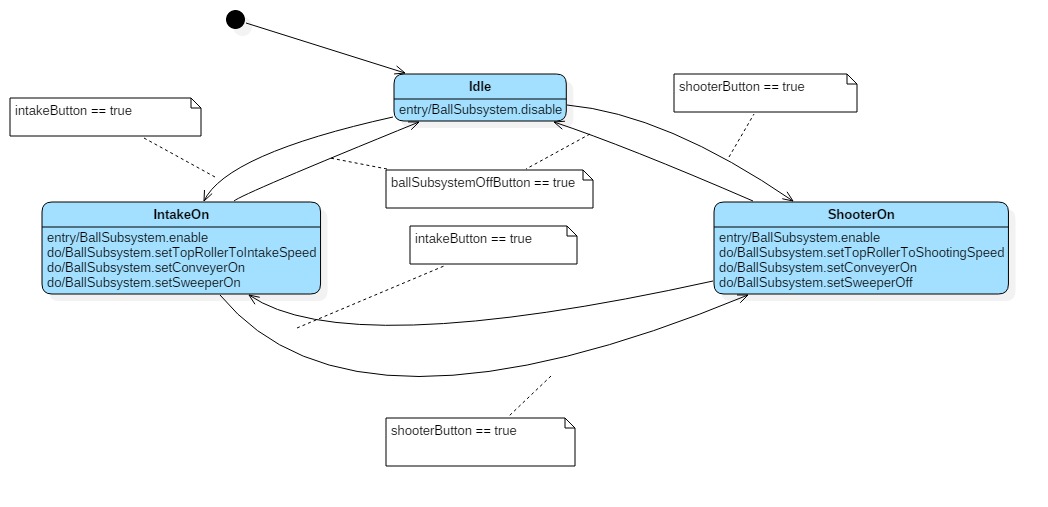 Idle
entry/BallSubsystem.disable
shooterButton == true
intakeButton == true
ballSubsystemOffButton == true
IntakeOn
entry/BallSubsystem.enable
do/BallSubsystem.setTopRollerToIntakeSpeed
do/BallSubsystem.setConveyerOn
do/BallSubsystem.setSweeperOn
intakeButton == true
ShooterOn
entry/BallSubsystem.enable
do/BallSubsystem.setTopRollerToShootingSpeed
do/BallSubsystem.setConveyerOn
do/BallSubsystem.setSweeperOff
shooterButton == true